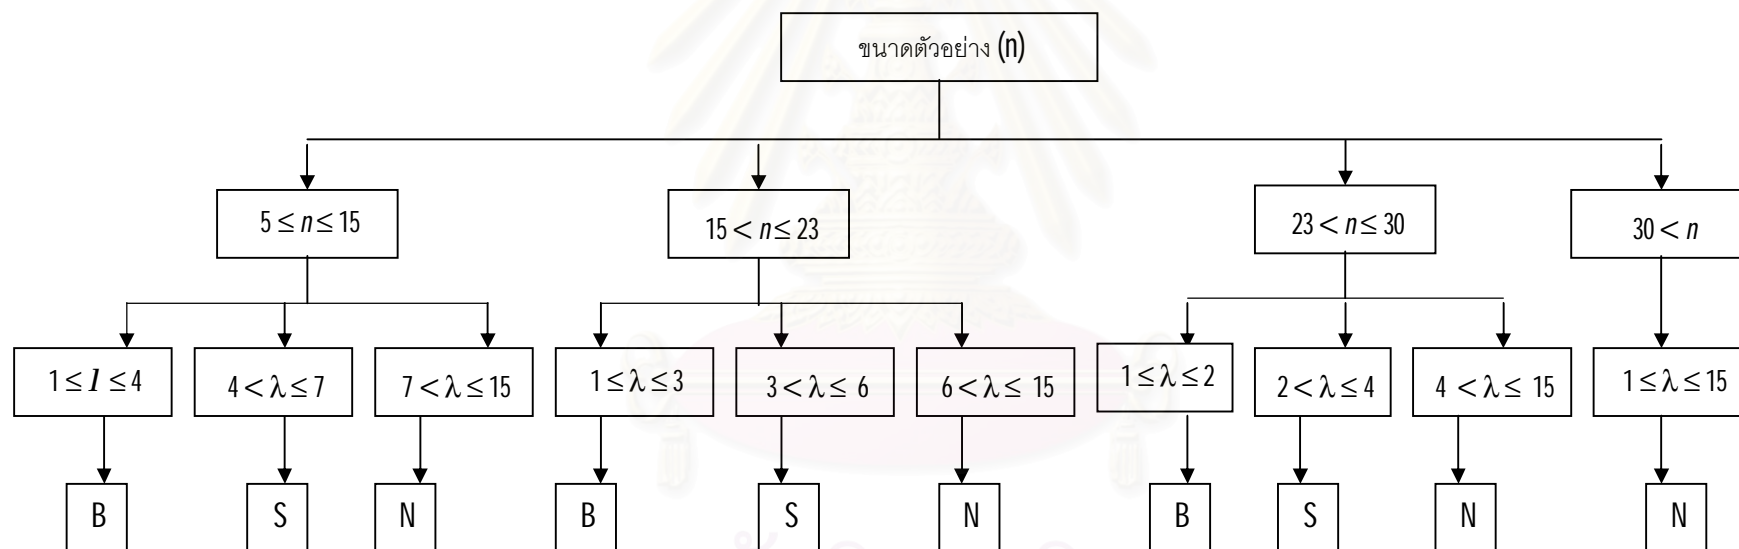 ขนาดตัวอย่าง (n)
5 ≤ n ≤ 15
15 < n ≤ 23
23 < n ≤ 30
30 < n
1 ≤ l ≤ 4
4 < λ ≤ 7
7 < λ ≤ 15
1 ≤ λ ≤ 3
3 < λ ≤ 6
6 < λ ≤ 15
1 ≤ λ ≤ 2
2 < λ ≤ 4
4 < λ ≤ 15
1 ≤ λ ≤ 15
B
S
N
B
S
N
B
S
N
N